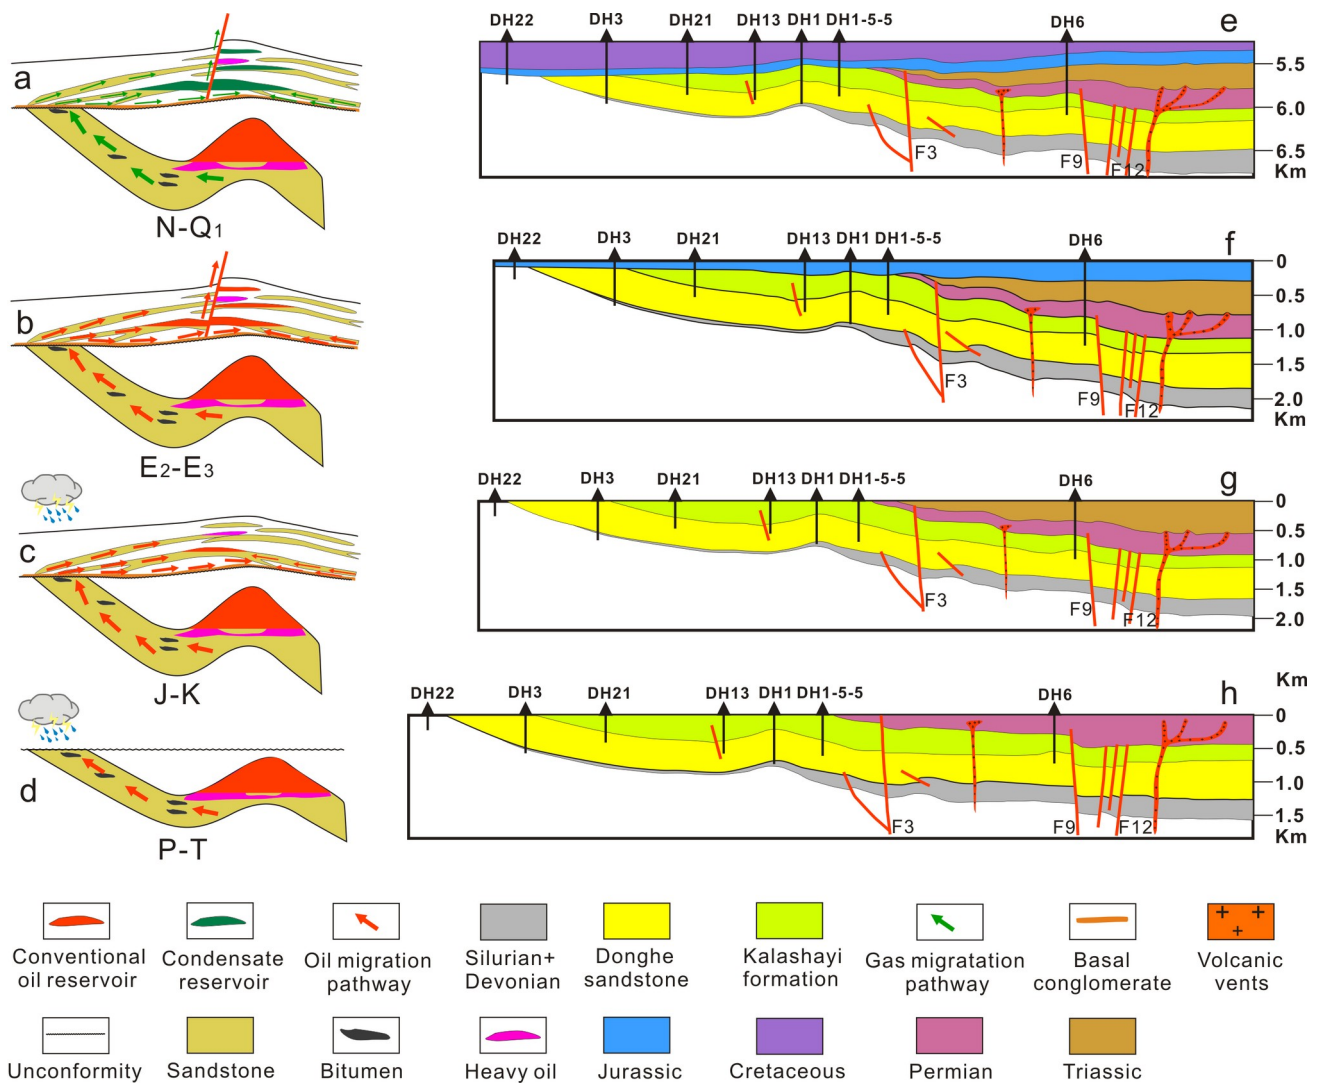 a
N-Q1
b
E2-E3
c
J-K
d
P-T
DH22 DH3 DH21 DH13 DH1 DH1-5-5 DH6 e
5.5
6.0
6.5
Km
F3 F9 F12
DH22 DH3 DH21 DH13 DH1 DH1-5-5 DH6 f
0
0.5
1.0
1.5
2.0
Km
F3 F9 F12
DH22 DH3 DH21 DH13 DH1 DH1-5-5 DH6 g
0
0.5
1.0
1.5
2.0
F3 F9 F12
Km
DH22 DH3 DH21 DH13 DH1 DH1-5-5 DH6 h
0
0.5
1.0
1.5
Km
F3 F9 F12
Conventional
oil reservoir
Condensate
reservoir
Oil migration
pathway
Silurian+
Devonian
Donghe
sandstone
Kalashayi
formation
Gas migratation
pathway
Basal
conglomerate
Volcanic
vents
Unconformity
Sandstone
Bitumen
Heavy oil
Jurassic
Cretaceous
Permian
Triassic